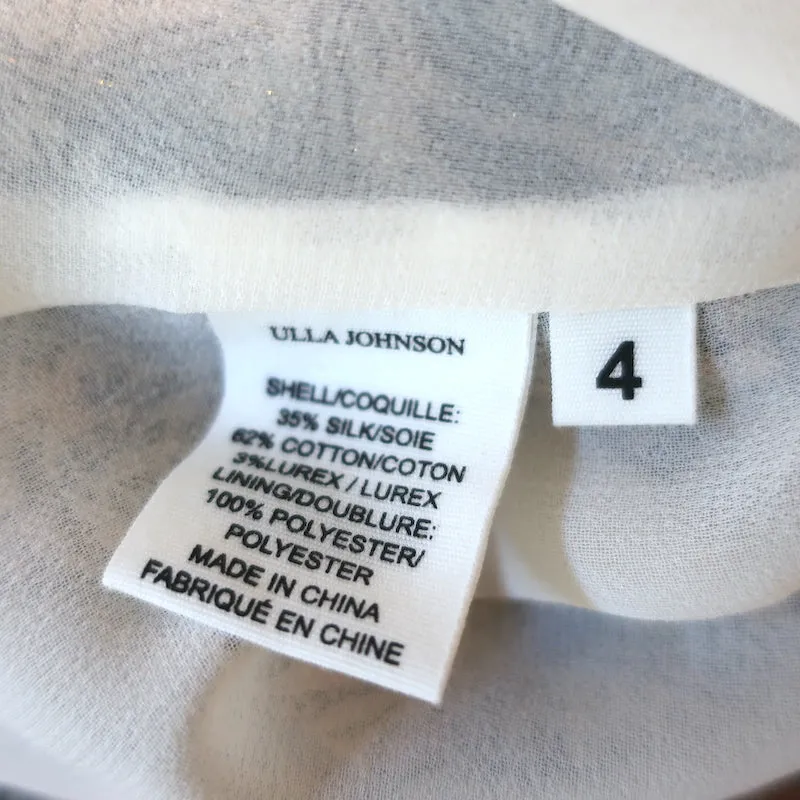 ULLA JOHNSON
SHELL/COQUILLE:
35% SILK/SOIE
62% COTTON/COTON
3%LUREX / LUREX
LINING/DOUBLURE:
100% POLYESTER/
POLYESTER
MADE IN CHINA
FABRIQUÉ EN CHINE
4